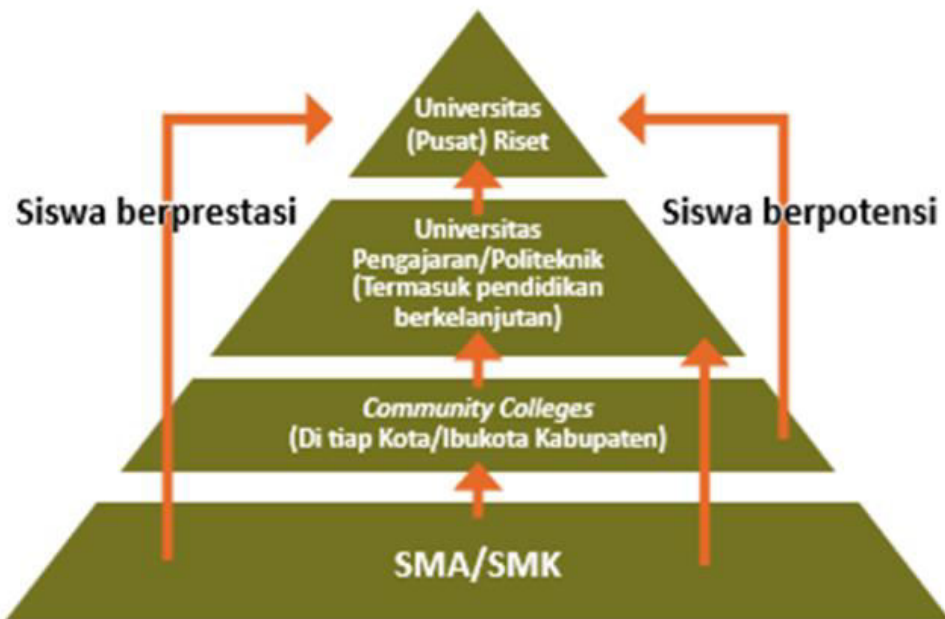 Universitas
(Pusat) Riset
Siswa berprestasi
Siswa berpotensi
Universitas
Pengajaran/Politeknik
(Termasuk pendidikan
berkelanjutan)
Community Colleges
(Di tiap Kota/Ibukota Kabupaten)
SMA/SMK